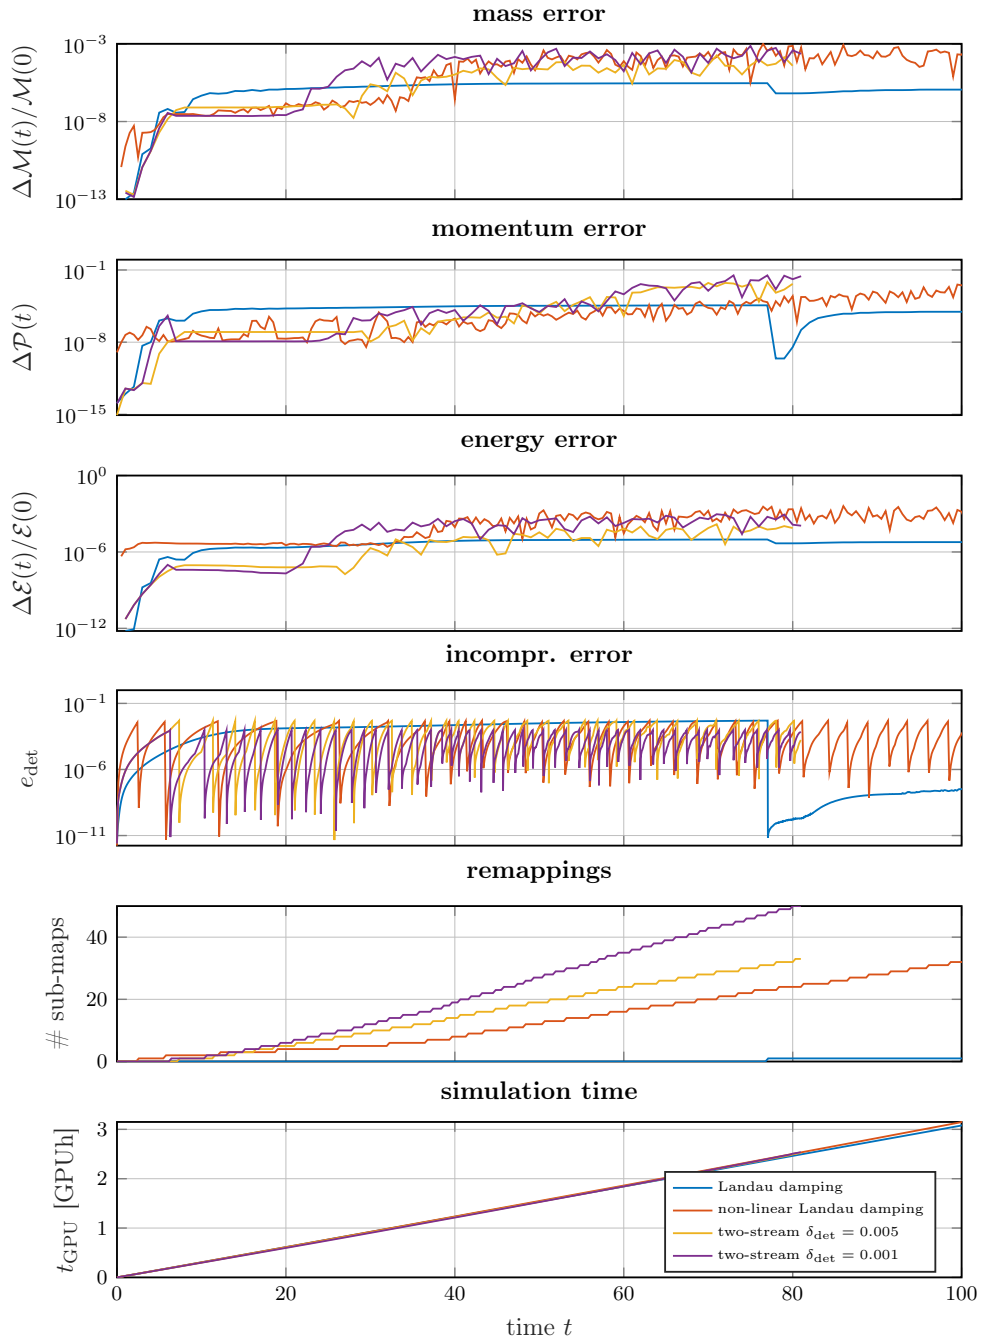 mass error
10⁻³
10⁻⁸
10⁻¹³
Δℳ(t)/ℳ(0)
momentum error
10⁻¹
10⁻⁸
10⁻¹⁵
Δ𝒫(t)
energy error
10⁰
10⁻⁶
10⁻¹²
Δℰ(t)/ℰ(0)
incompr. error
10⁻¹
10⁻⁶
10⁻¹¹
e_det
remappings
40
20
0
# sub-maps
simulation time
3
2
1
0
t_GPU [GPUh]
Landau damping
non-linear Landau damping
two-stream δ_det = 0.005
two-stream δ_det = 0.001
0 20 40 60 80 100
time t